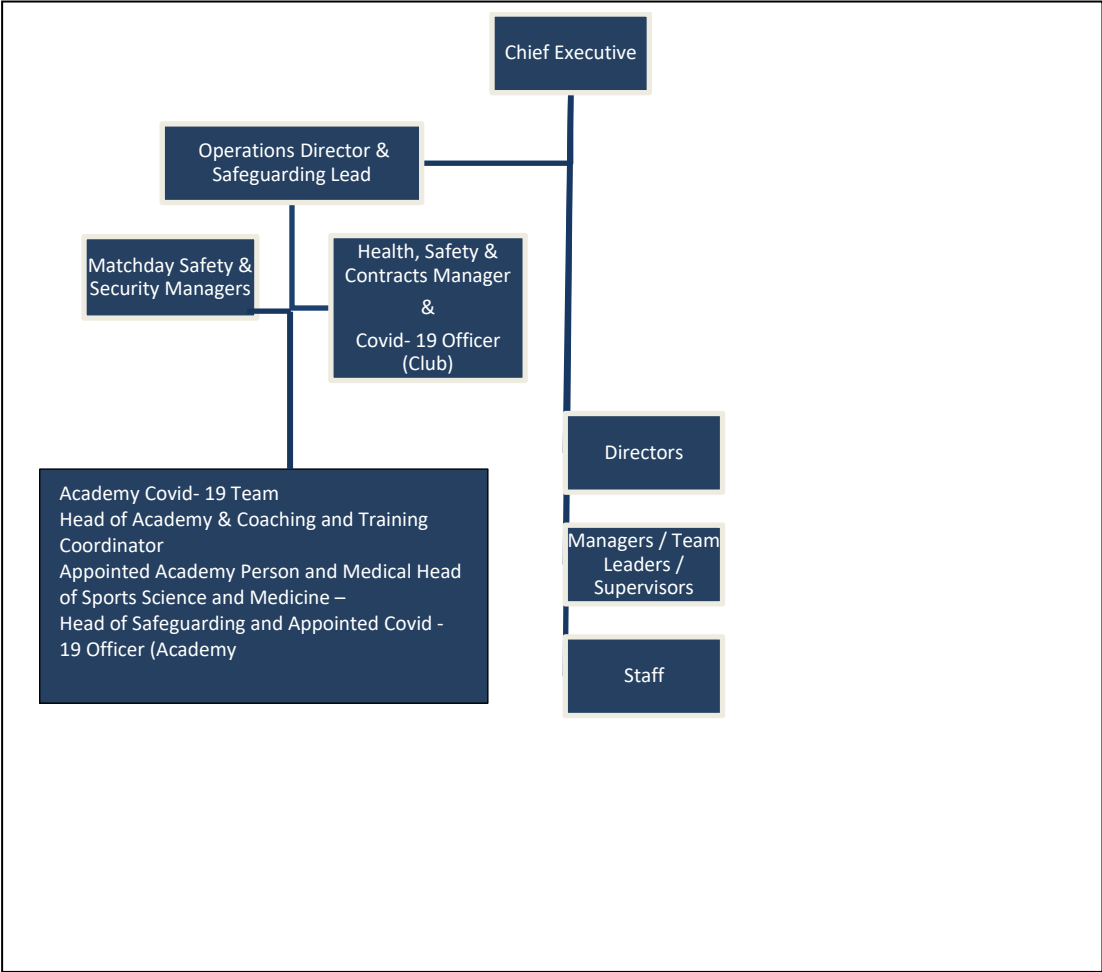 Chief Executive
Operations Director &
Safeguarding Lead
Matchday Safety &
Security Managers
Health, Safety &
Contracts Manager
&
Covid- 19 Officer
(Club)
Directors
Academy Covid- 19 Team
Head of Academy & Coaching and Training
Coordinator
Appointed Academy Person and Medical Head
of Sports Science and Medicine –
Head of Safeguarding and Appointed Covid -
19 Officer (Academy
Managers / Team
Leaders /
Supervisors
Staff